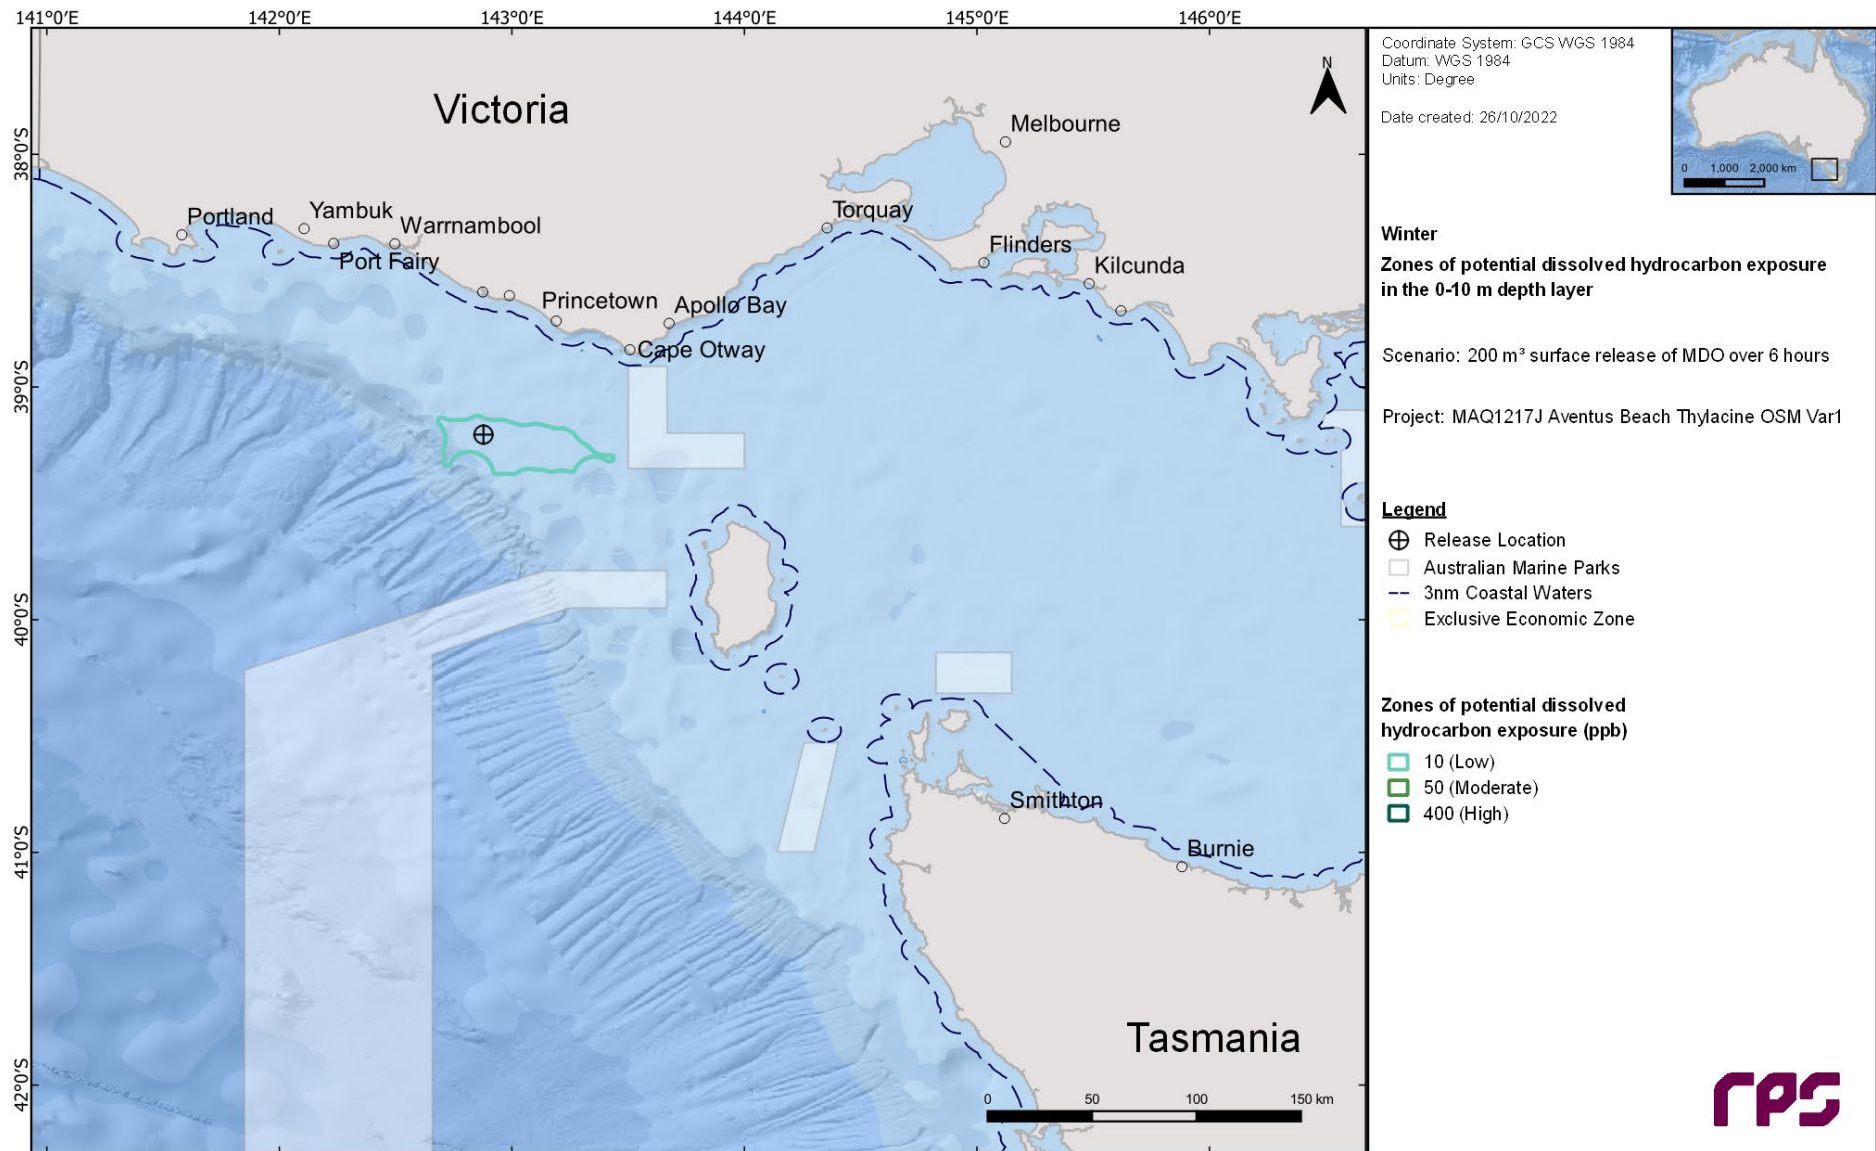 141°0'E
142°0'E
143°0'E
144°0'E
145°0'E
146°0'E
38°0'S
39°0'S
40°0'S
41°0'S
42°0'S
Victoria
N
Melbourne
Portland
Yambuk
Warrnambool
Port Fairy
Torquay
Flinders
Kilcunda
Princetown
Apollo Bay
Cape Otway
Smithton
Burnie
Tasmania
0 50 100 150 km
Coordinate System: GCS WGS 1984
Datum: WGS 1984
Units: Degree
Date created: 26/10/2022
0 1,000 2,000 km
Winter
Zones of potential dissolved hydrocarbon exposure
in the 0-10 m depth layer
Scenario: 200 m³ surface release of MDO over 6 hours
Project: MAQ1217J Aventus Beach Thylacine OSM Var1
Legend
Release Location
Australian Marine Parks
3nm Coastal Waters
Exclusive Economic Zone
Zones of potential dissolved
hydrocarbon exposure (ppb)
10 (Low)
50 (Moderate)
400 (High)
rps